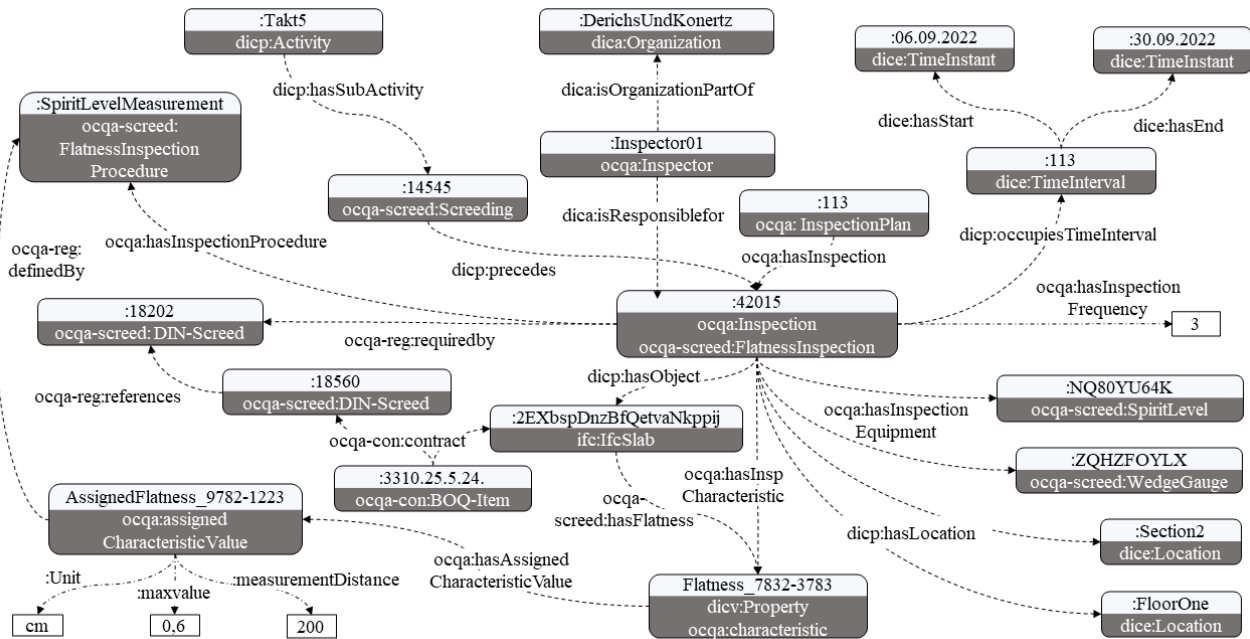 :Takt5
dicp:Activity
:DerichsUndKonertz
dica:Organization
:06.09.2022
dice:TimeInstant
:30.09.2022
dice:TimeInstant
dicp:hasSubActivity
dica:isOrganizationPartOf
dice:hasStart
dice:hasEnd
:SpiritLevelMeasurement
ocqa-screed:
FlatnessInspection
Procedure
:Inspector01
ocqa:Inspector
:113
dice:TimeInterval
:14545
ocqa-screed:Screeding
dica:isResponsiblefor
:113
ocqa: InspectionPlan
ocqa-reg:
definedBy
ocqa:hasInspectionProcedure
dicp:precedes
ocqa:hasInspection
dicp:occupiesTimeInterval
:18202
ocqa-screed: DIN-Screed
ocqa-reg:requiredby
:42015
ocqa:Inspection
ocqa-screed:FlatnessInspection
ocqa:hasInspection
Frequency
3
ocqa-reg:references
:18560
ocqa-screed:DIN-Screed
dicp:hasObject
ocqa:hasInspection
Equipment
:NQ80YU64K
ocqa-screed:SpiritLevel
ocqa-con:contract
:2EXbspDnzBfQetvaNkppij
ifc:IfcSlab
:3310.25.5.24.
ocqa-con:BOQ-Item
ocqa:hasInsp
Characteristic
:ZQHZFOYLX
ocqa-screed:WedgeGauge
AssignedFlatness_9782-1223
ocqa:assigned
CharacteristicValue
ocqa-
screed:hasFlatness
dicp:hasLocation
:Section2
dice:Location
:Unit
:maxvalue
:measurementDistance
ocqa:hasAssigned
CharacteristicValue
Flatness_7832-3783
dicv:Property
ocqa:characteristic
:FloorOne
dice:Location
cm
0,6
200